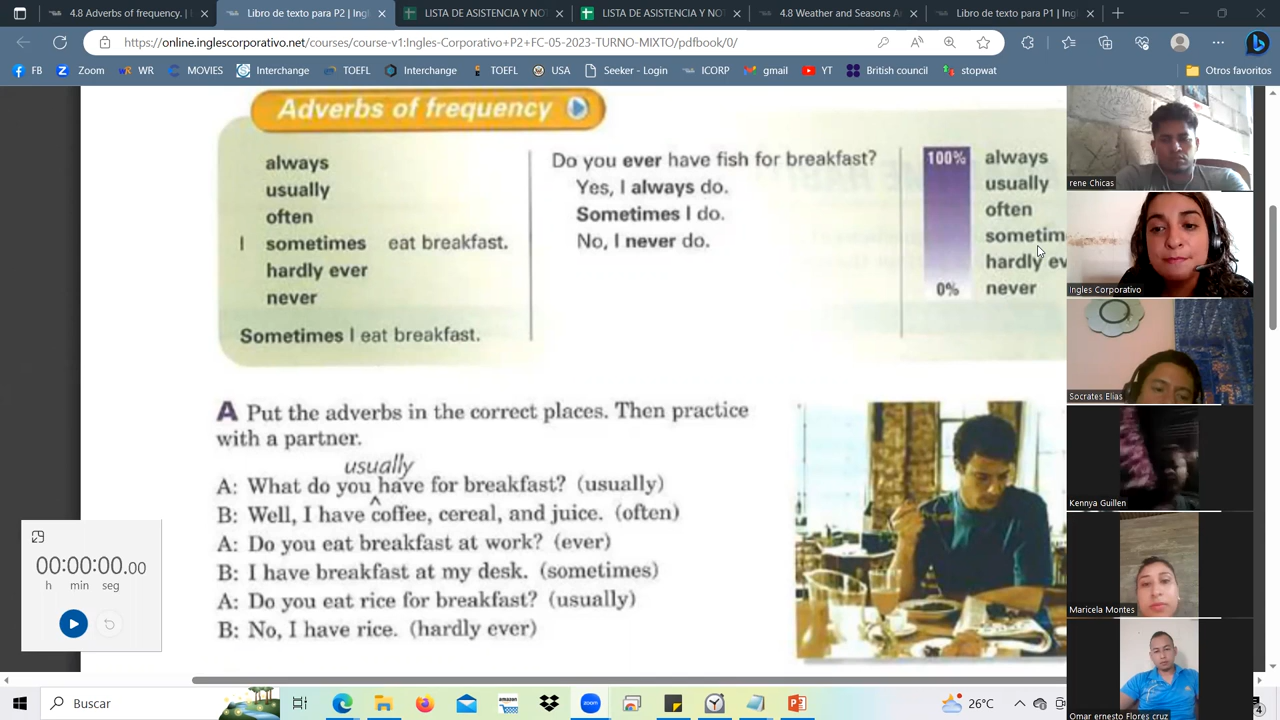 4.8 Adverbs of frequency. |
Libro de texto para P2 | Ingl
LISTA DE ASISTENCIA Y NOT
LISTA DE ASISTENCIA Y NOT
4.8 Weather and Seasons
Libro de texto para P1 | Ingl
https://online.inglescorporativo.net/courses/course-v1:Ingles-Corporativo+P2+FC-05-2023-TURNO-MIXTO/pdfbook/0/
FB Zoom WR MOVIES Interchange TOEFL Interchange TOEFL USA Seeker - Login ICORP gmail YT British council stopwat Otros favoritos
Adverbs of frequency
always
usually
often
I sometimes eat breakfast.
hardly ever
never
Sometimes I eat breakfast.
Do you ever have fish for breakfast?
Yes, I always do.
Sometimes I do.
No, I never do.
100% always
usually
often
sometim
hardly ev
0% never
A Put the adverbs in the correct places. Then practice
with a partner.
usually
A: What do you have for breakfast? (usually)
^
B: Well, I have coffee, cereal, and juice. (often)
A: Do you eat breakfast at work? (ever)
B: I have breakfast at my desk. (sometimes)
A: Do you eat rice for breakfast? (usually)
B: No, I have rice. (hardly ever)
00:00:00.00
h min seg
rene Chicas
Ingles Corporativo
Socrates Elias
Kennya Guillen
Maricela Montes
Omar ernesto Flores cruz
Buscar
26°C
4